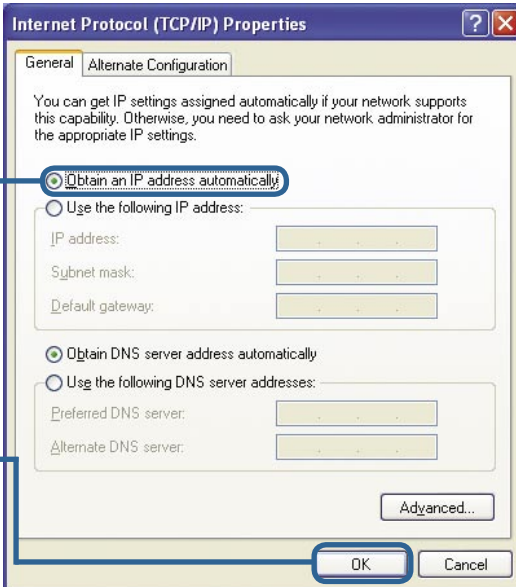 Internet Protocol (TCP/IP) Properties
General
Alternate Configuration
You can get IP settings assigned automatically if your network supports
this capability. Otherwise, you need to ask your network administrator for
the appropriate IP settings.
Obtain an IP address automatically
Use the following IP address:
IP address:
Subnet mask:
Default gateway:
Obtain DNS server address automatically
Use the following DNS server addresses:
Preferred DNS server:
Alternate DNS server:
Advanced...
OK
Cancel